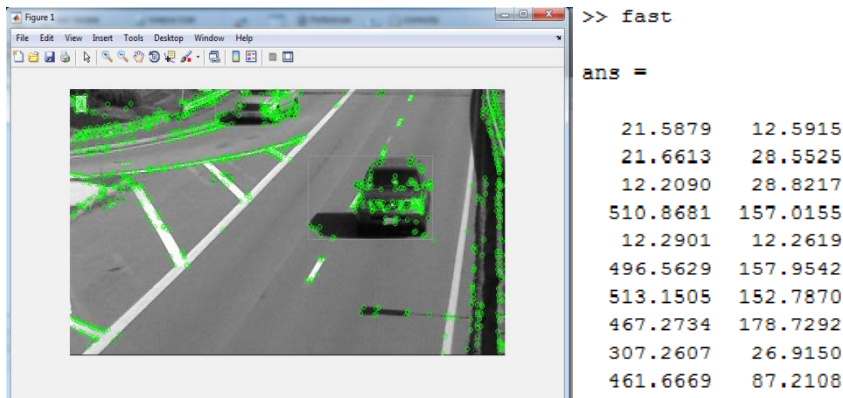 Figure 1
File Edit View Insert Tools Desktop Window Help
>> fast
ans =
21.5879 12.5915
21.6613 28.5525
12.2090 28.8217
510.8681 157.0155
12.2901 12.2619
496.5629 157.9542
513.1505 152.7870
467.2734 178.7292
307.2607 26.9150
461.6669 87.2108